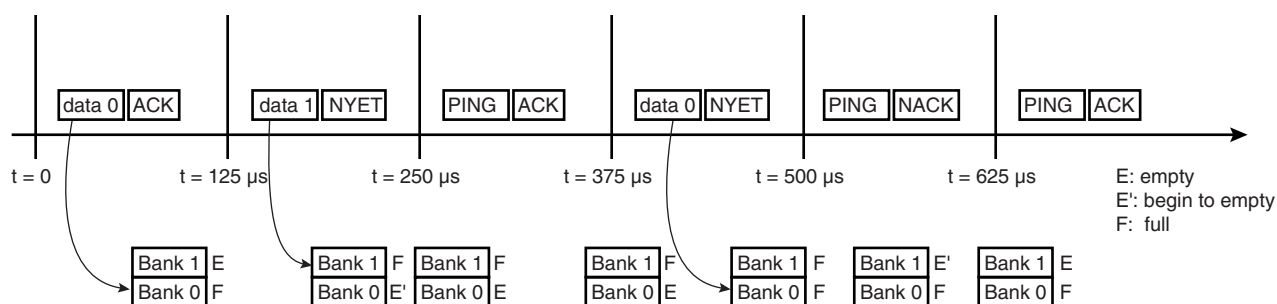 data 0 ACK data 1 NYET PING ACK data 0 NYET PING NACK PING ACK
t = 0 t = 125 μs t = 250 μs t = 375 μs t = 500 μs t = 625 μs
E: empty
E': begin to empty
F: full
Bank 1 E Bank 1 F Bank 1 F Bank 1 F Bank 1 F Bank 1 E' Bank 1 E
Bank 0 F Bank 0 E' Bank 0 E Bank 0 E Bank 0 F Bank 0 F Bank 0 F